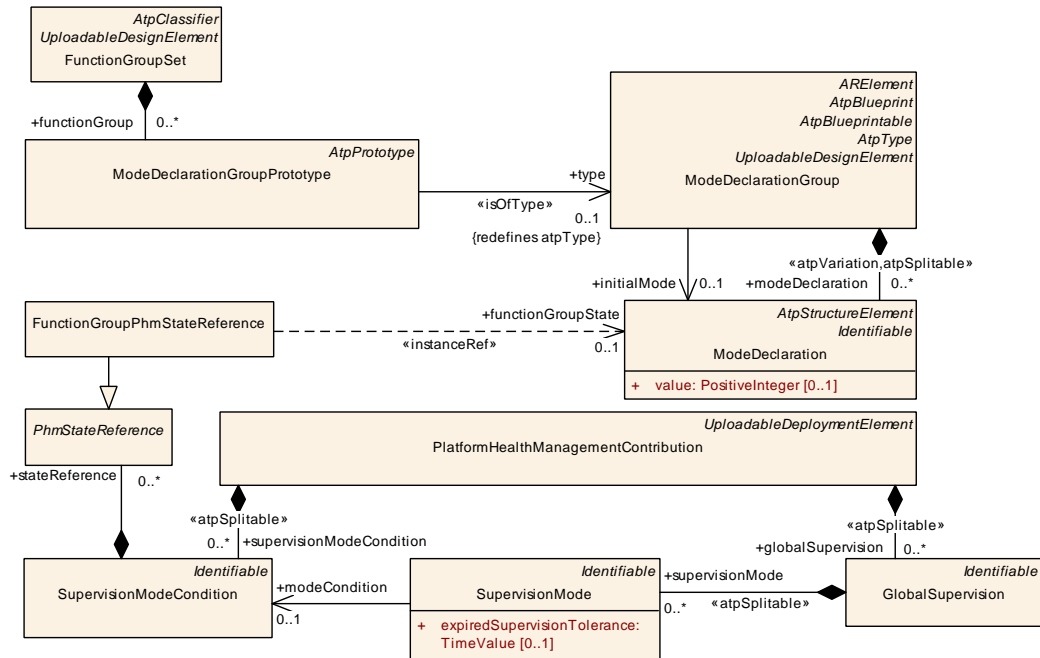 AtpClassifier
UploadableDesignElement
FunctionGroupSet
+functionGroup
0..*
AtpPrototype
ModeDeclarationGroupPrototype
+type
«isOfType»
0..1
{redefines atpType}
ARElement
AtpBlueprint
AtpBlueprintable
AtpType
UploadableDesignElement
ModeDeclarationGroup
«atpVariation,atpSplitable»
+initialMode
0..1
+modeDeclaration
0..*
FunctionGroupPhmStateReference
+functionGroupState
«instanceRef»
0..1
AtpStructureElement
Identifiable
ModeDeclaration
+ value: PositiveInteger [0..1]
PhmStateReference
+stateReference
0..*
UploadableDeploymentElement
PlatformHealthManagementContribution
«atpSplitable»
0..*
+supervisionModeCondition
«atpSplitable»
+globalSupervision
0..*
Identifiable
SupervisionModeCondition
+modeCondition
0..1
Identifiable
SupervisionMode
+ expiredSupervisionTolerance:
TimeValue [0..1]
+supervisionMode
0..*
«atpSplitable»
Identifiable
GlobalSupervision